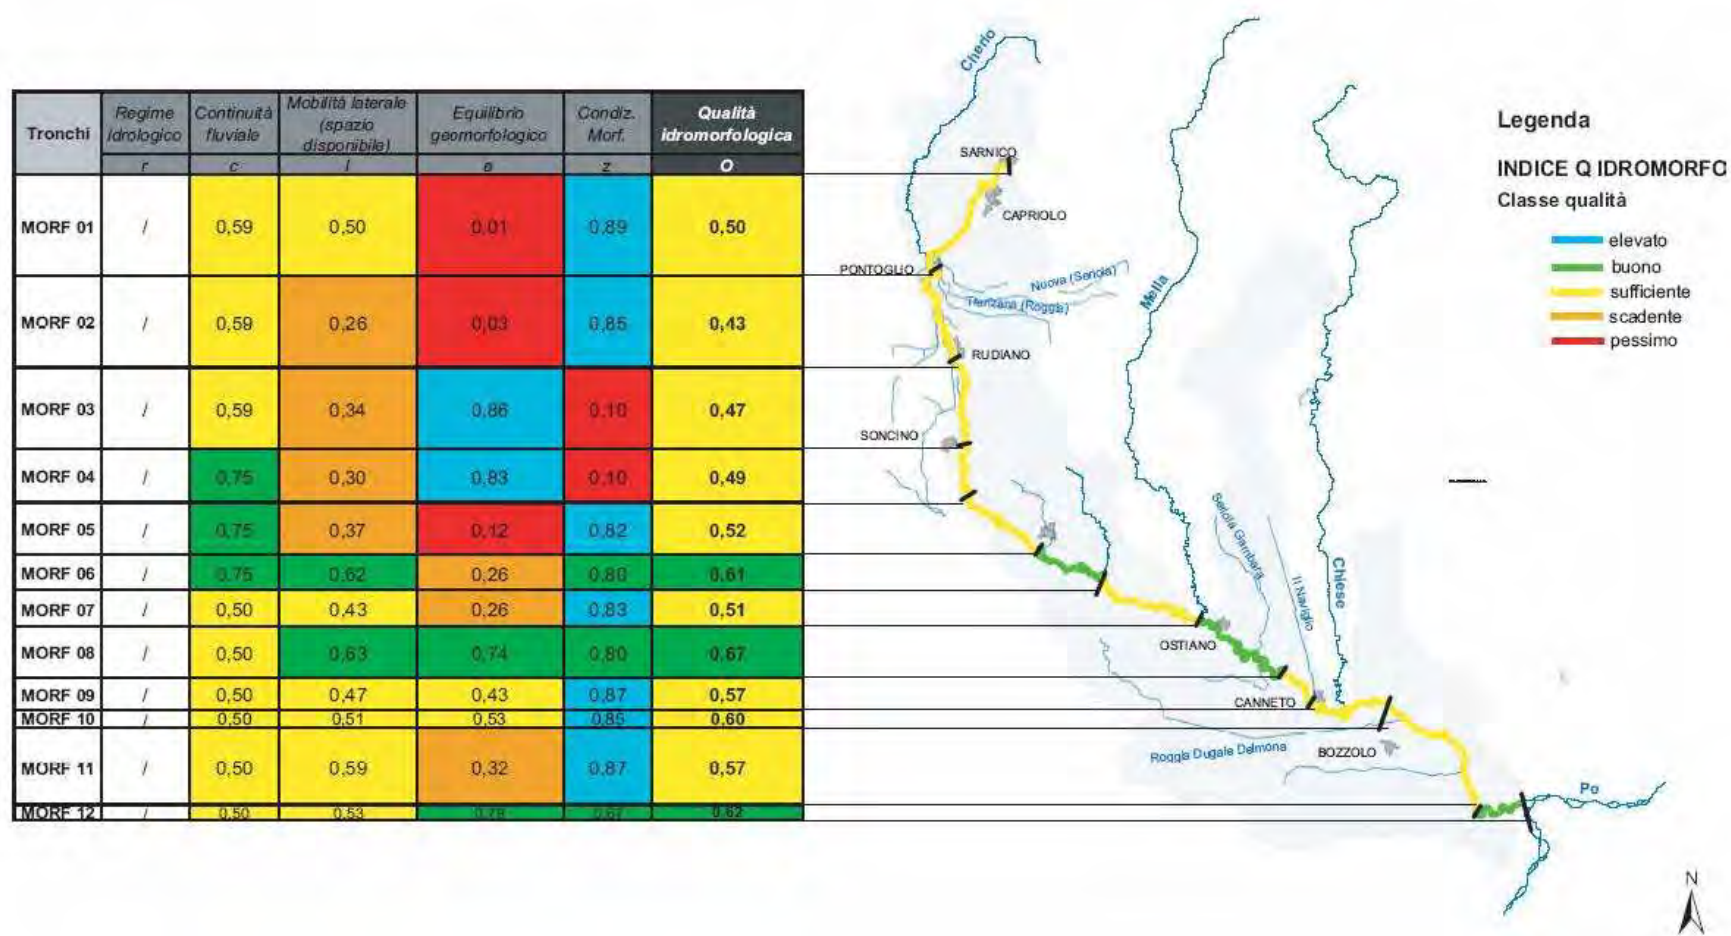 Tronchi Regime idrologico Continuità fluviale Mobilità laterale (spazio disponibile) Equilibrio geomorfologico Condiz. Morf. Qualità idromorfologica
r c l e z O
MORF 01 / 0,59 0,50 0,01 0,89 0,50
MORF 02 / 0,59 0,26 0,03 0,85 0,43
MORF 03 / 0,59 0,34 0,86 0,10 0,47
MORF 04 / 0,75 0,30 0,83 0,10 0,49
MORF 05 / 0,75 0,37 0,12 0,82 0,52
MORF 06 / 0,75 0,62 0,26 0,80 0,61
MORF 07 / 0,50 0,43 0,26 0,83 0,51
MORF 08 / 0,50 0,63 0,74 0,80 0,67
MORF 09 / 0,50 0,47 0,43 0,87 0,57
MORF 10 / 0,50 0,51 0,53 0,85 0,60
MORF 11 / 0,50 0,59 0,32 0,87 0,57
MORF 12 / 0,50 0,53 0,62
Cherio
SARNICO
CAPRIOLO
PONTOGLIO
Nuova (Seriola)
(Roggia)
RUDIANO
SONCINO
Mella
Seriola Gambara
Il Naviglio
Chiese
OSTIANO
CANNETO
Roggia Dugale Delmona
BOZZOLO
Po
Legenda
INDICE Q IDROMORFO
Classe qualità
elevato
buono
sufficiente
scadente
pessimo
N